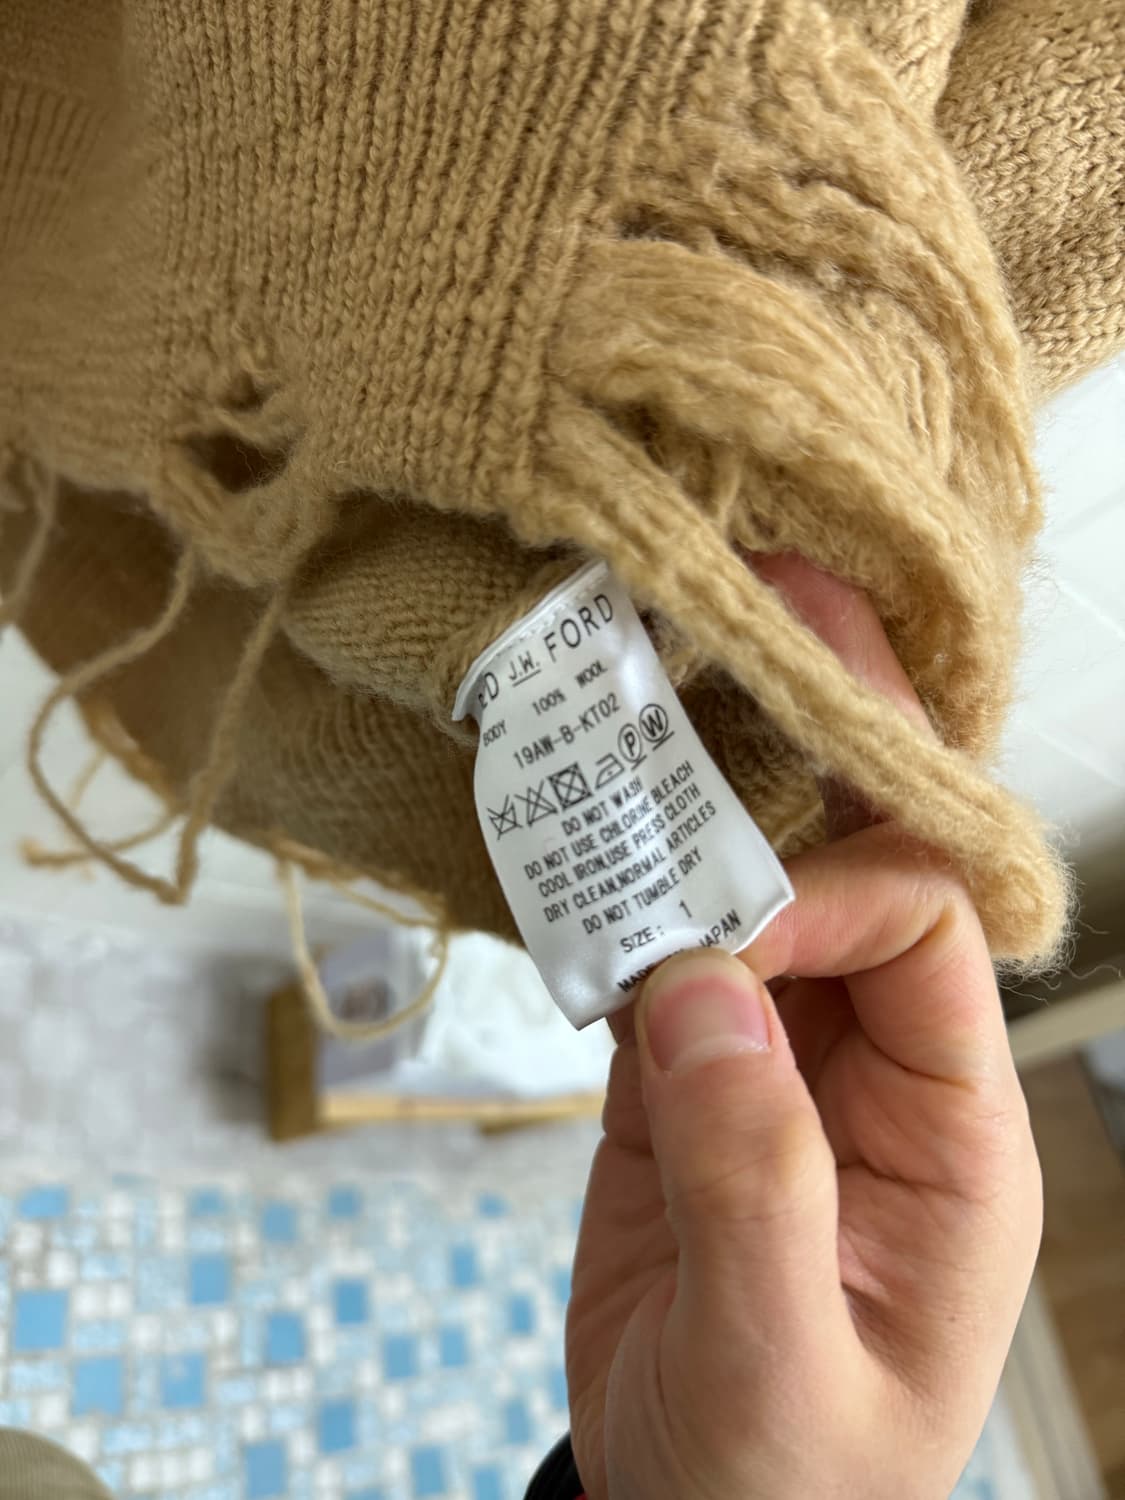 ED J.W. FORD
BODY 100% WOOL
19AW-B-KT02
P W
DO NOT WASH
DO NOT USE CHLORINE BLEACH
COOL IRON.USE PRESS CLOTH
DRY CLEAN,NORMAL ARTICLES
DO NOT TUMBLE DRY
SIZE: 1
JAPAN